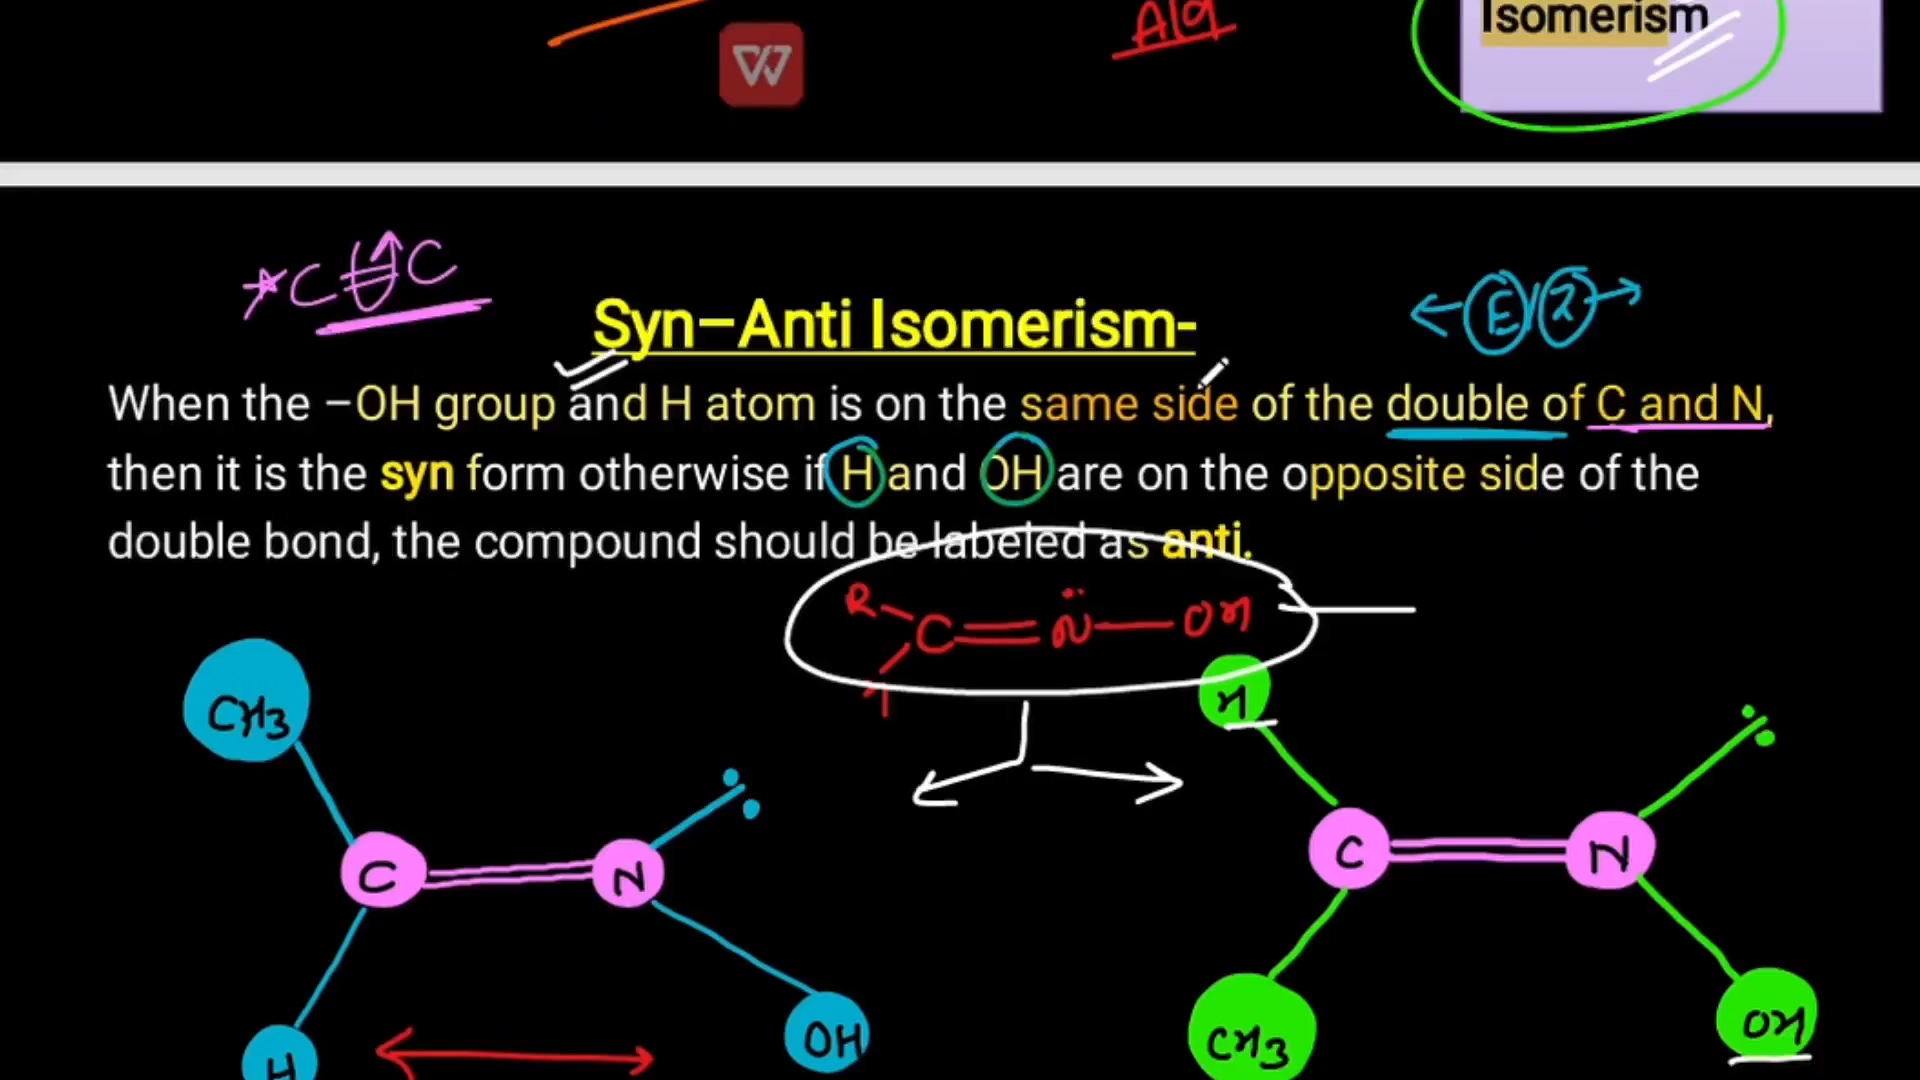 A/q
Isomerism
*C=C
E/Z
Syn–Anti Isomerism-
When the –OH group and H atom is on the same side of the double of C and N,
then it is the syn form otherwise if H and OH are on the opposite side of the
double bond, the compound should be labeled as anti.
R
C=N̈—OH
H
CH3
C N
C N
OH
H
CH3
OH